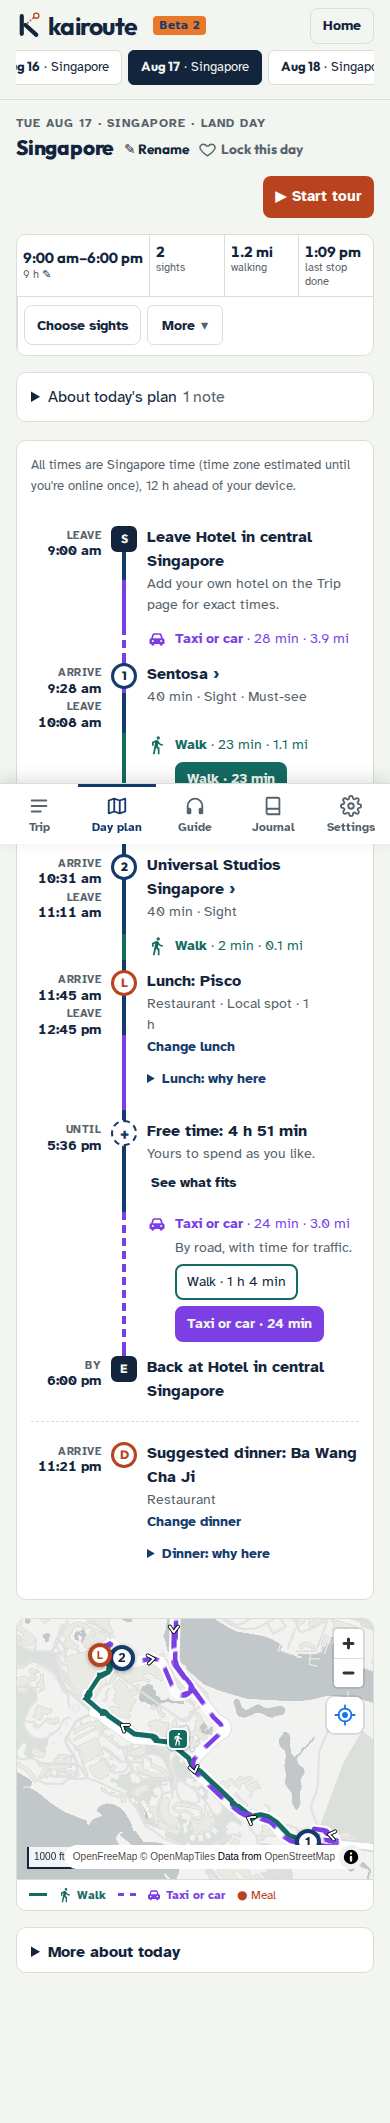 kairoute
Beta 2
Home
g 16 · Singapore
Aug 17 · Singapore
Aug 18 · Singap
TUE AUG 17 · SINGAPORE · LAND DAY
Singapore ✎ Rename ♡ Lock this day
▶ Start tour
9:00 am–6:00 pm
9 h ✎
2
sights
1.2 mi
walking
1:09 pm
last stop
done
Choose sights
More ▾
▶ About today's plan 1 note
All times are Singapore time (time zone estimated until
you're online once), 12 h ahead of your device.
LEAVE
9:00 am
S
Leave Hotel in central
Singapore
Add your own hotel on the Trip
page for exact times.
Taxi or car · 28 min · 3.9 mi
ARRIVE
9:28 am
LEAVE
10:08 am
1
Sentosa ›
40 min · Sight · Must-see
Walk · 23 min · 1.1 mi
Walk · 23 min
Trip
Day plan
Guide
Journal
Settings
ARRIVE
10:31 am
LEAVE
11:11 am
2
Universal Studios
Singapore ›
40 min · Sight
Walk · 2 min · 0.1 mi
ARRIVE
11:45 am
LEAVE
12:45 pm
L
Lunch: Pisco
Restaurant · Local spot · 1
h
Change lunch
▶ Lunch: why here
UNTIL
5:36 pm
+
Free time: 4 h 51 min
Yours to spend as you like.
See what fits
Taxi or car · 24 min · 3.0 mi
By road, with time for traffic.
Walk · 1 h 4 min
Taxi or car · 24 min
BY
6:00 pm
E
Back at Hotel in central
Singapore
ARRIVE
11:21 pm
D
Suggested dinner: Ba Wang
Cha Ji
Restaurant
Change dinner
▶ Dinner: why here
L
2
1
+
−
1000 ft
OpenFreeMap © OpenMapTiles Data from OpenStreetMap
Walk
Taxi or car
Meal
▶ More about today